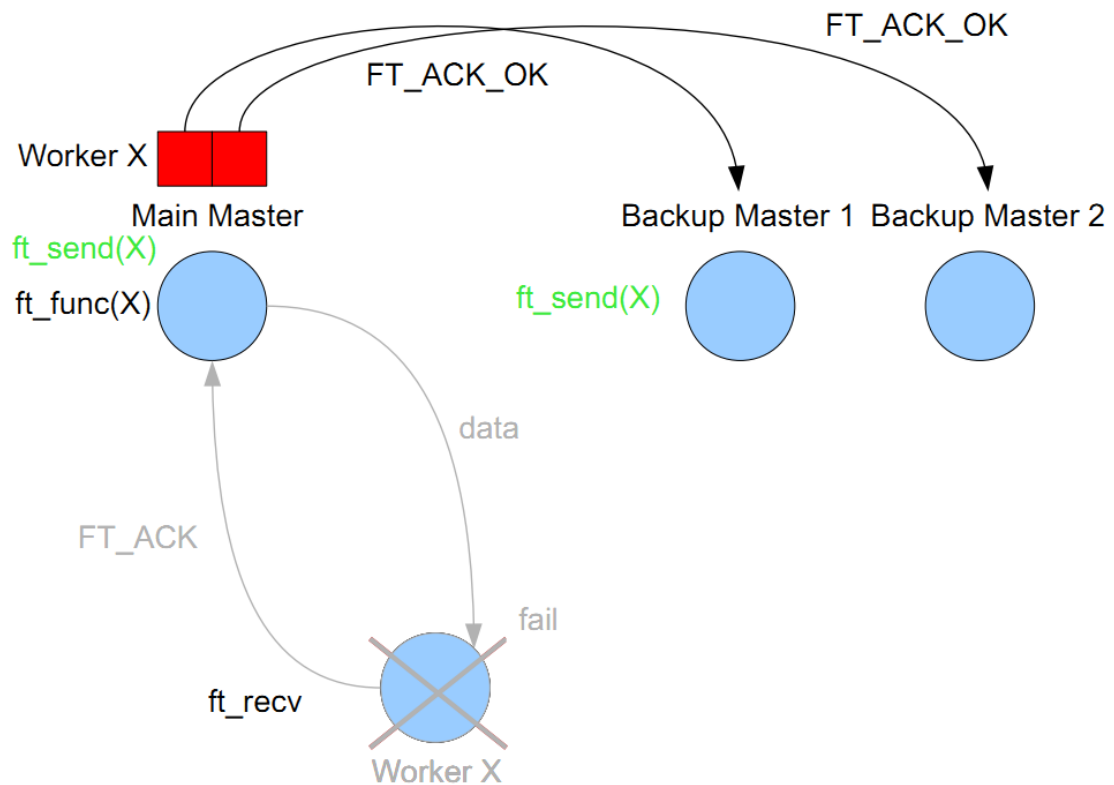 FT_ACK_OK
FT_ACK_OK
Worker X
Main Master
Backup Master 1
Backup Master 2
ft_send(X)
ft_func(X)
ft_send(X)
data
FT_ACK
fail
ft_recv
Worker X